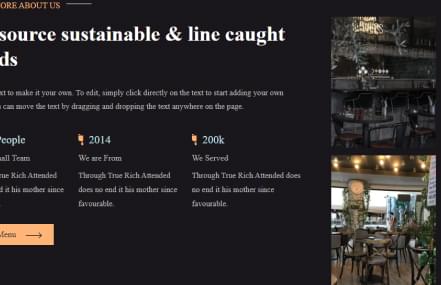 ORE ABOUT US
source sustainable & line caught
ds
xt to make it your own. To edit, simply click directly on the text to start adding your own
can move the text by dragging and dropping the text anywhere on the page.
People 2014 200k
all Team We are From We Served
rue Rich Attended Through True Rich Attended Through True Rich Attended does
d it his mother since does no end it his mother since no end it his mother since
favourable. favourable.
Menu